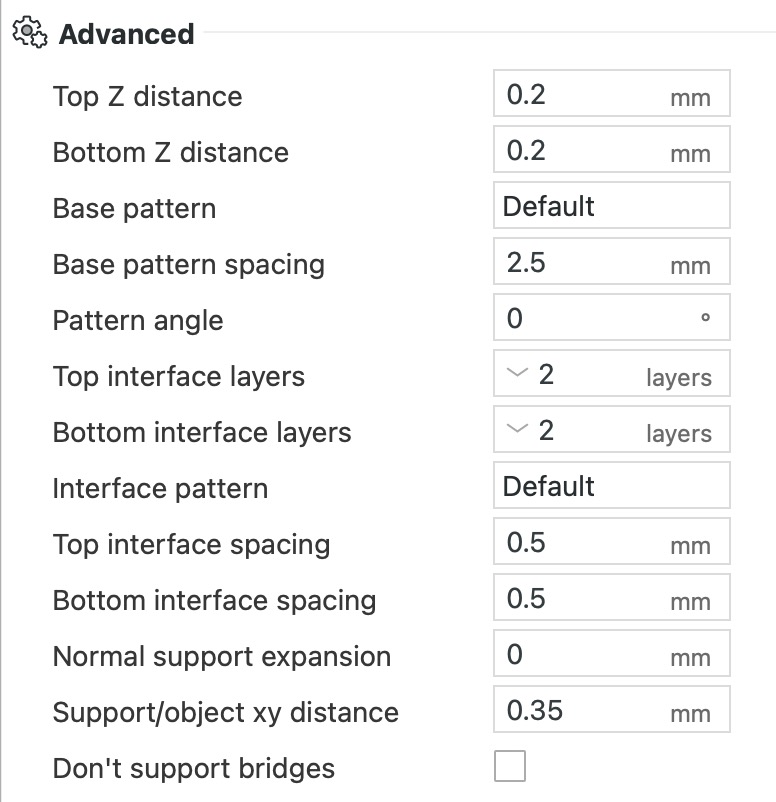 Advanced
Top Z distance 0.2 mm
Bottom Z distance 0.2 mm
Base pattern Default
Base pattern spacing 2.5 mm
Pattern angle 0 °
Top interface layers 2 layers
Bottom interface layers 2 layers
Interface pattern Default
Top interface spacing 0.5 mm
Bottom interface spacing 0.5 mm
Normal support expansion 0 mm
Support/object xy distance 0.35 mm
Don't support bridges